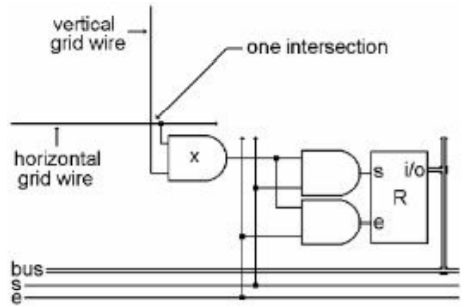 vertical
grid wire
one intersection
x
horizontal
grid wire
s i/o
R
e
bus
s
e